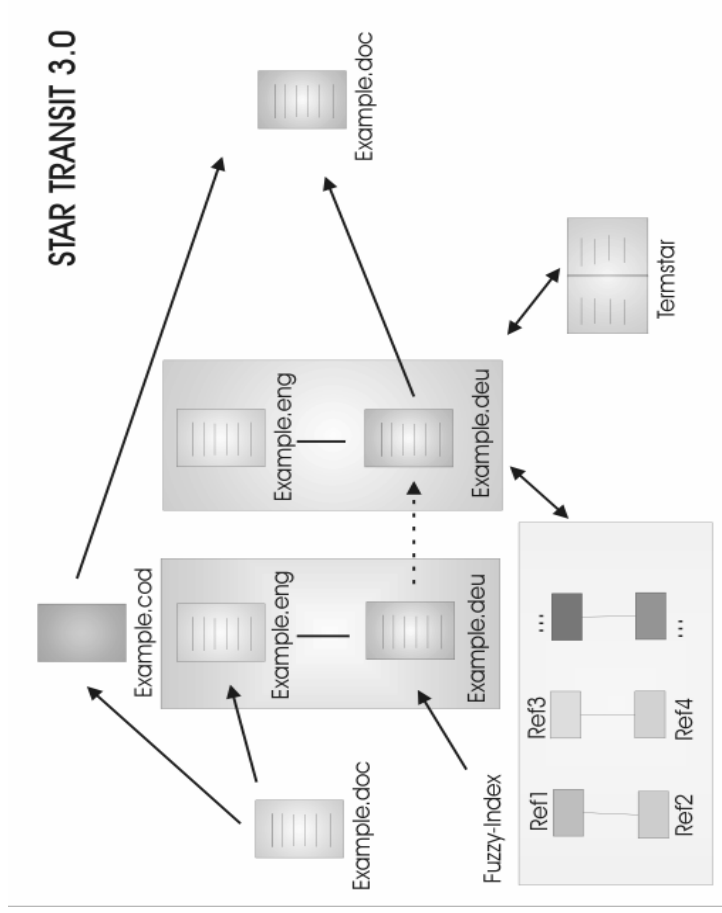 STAR TRANSIT 3.0
Example.cod
Example.doc
Example.eng
Example.deu
Example.eng
Example.deu
Example.doc
Fuzzy-Index
Termstar
Ref1
Ref3
...
Ref2
Ref4
...